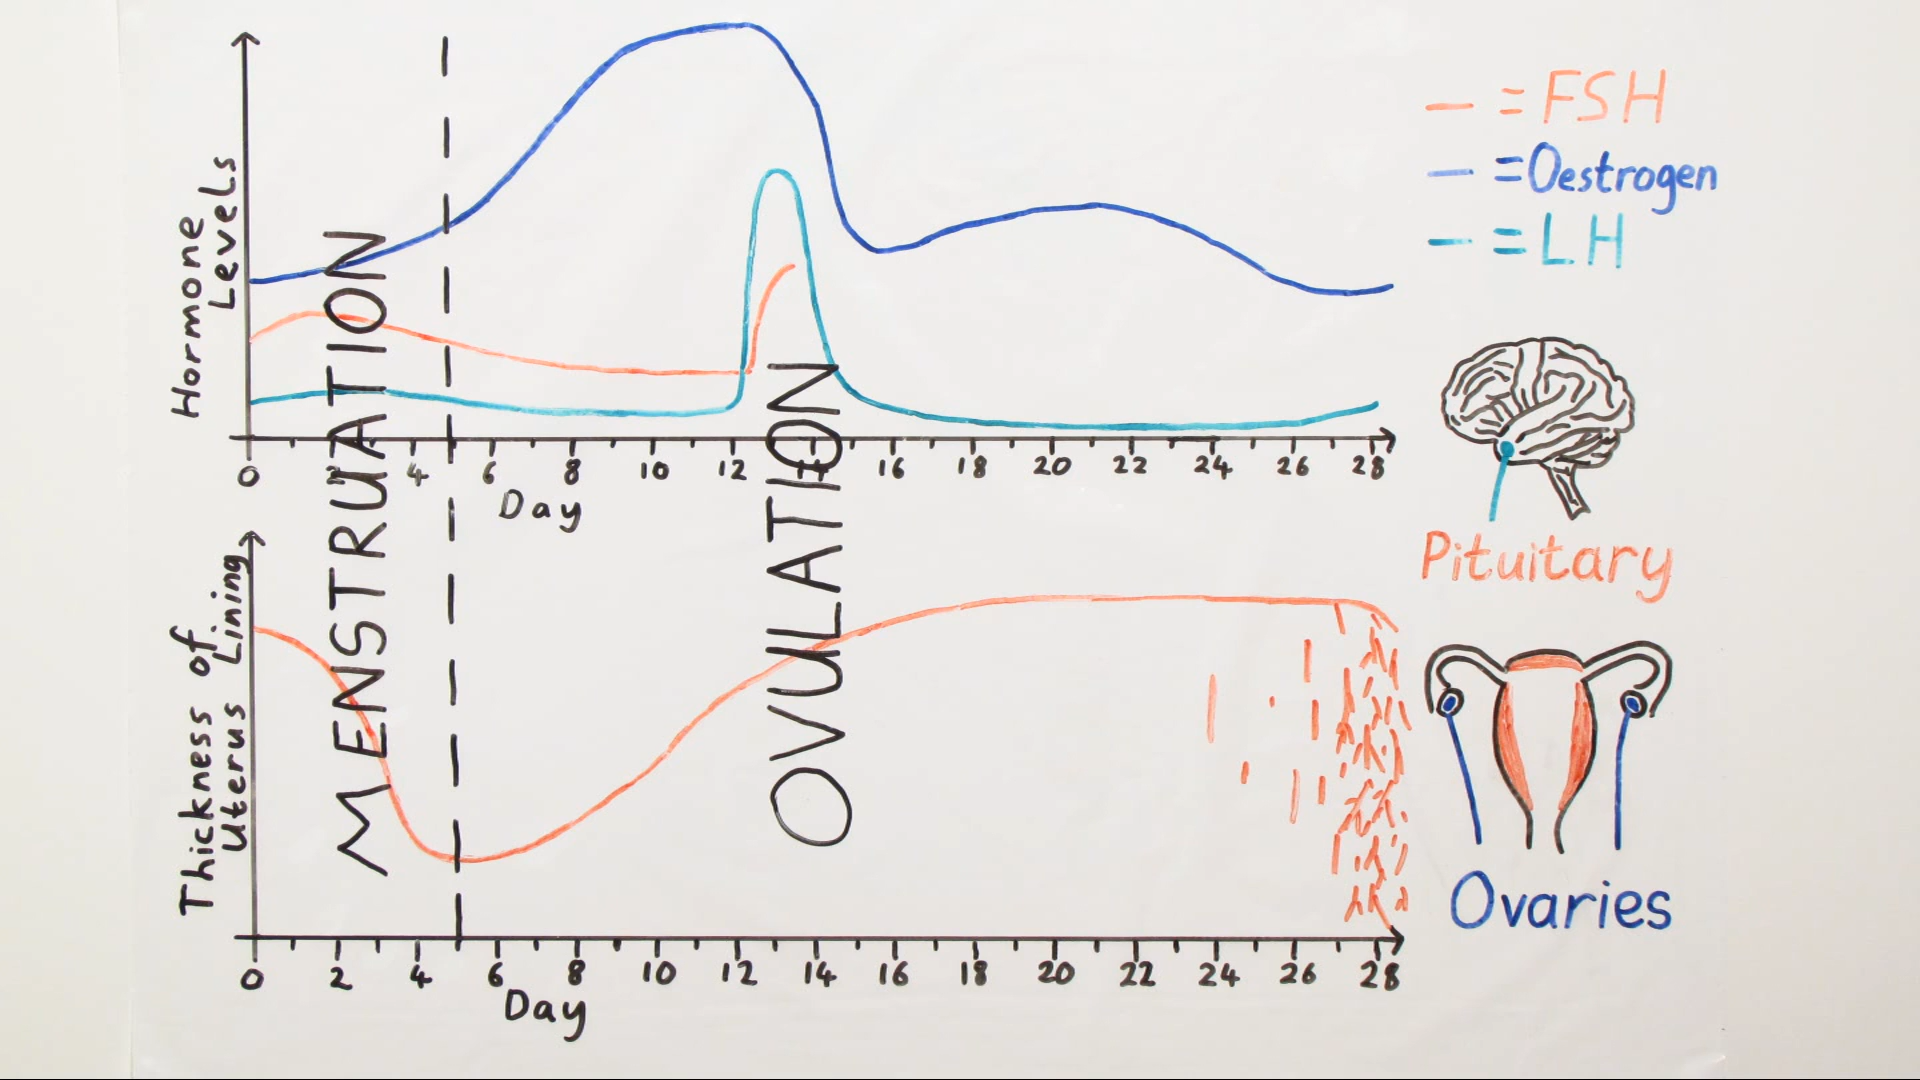 Hormone
Levels
MENSTRUATION
OVULATION
— = FSH
— = Oestrogen
— = LH
0 2 4 6 8 10 12 14 16 18 20 22 24 26 28
Day
Pituitary
Thickness of
Uterus Lining
0 2 4 6 8 10 12 14 16 18 20 22 24 26 28
Day
Ovaries